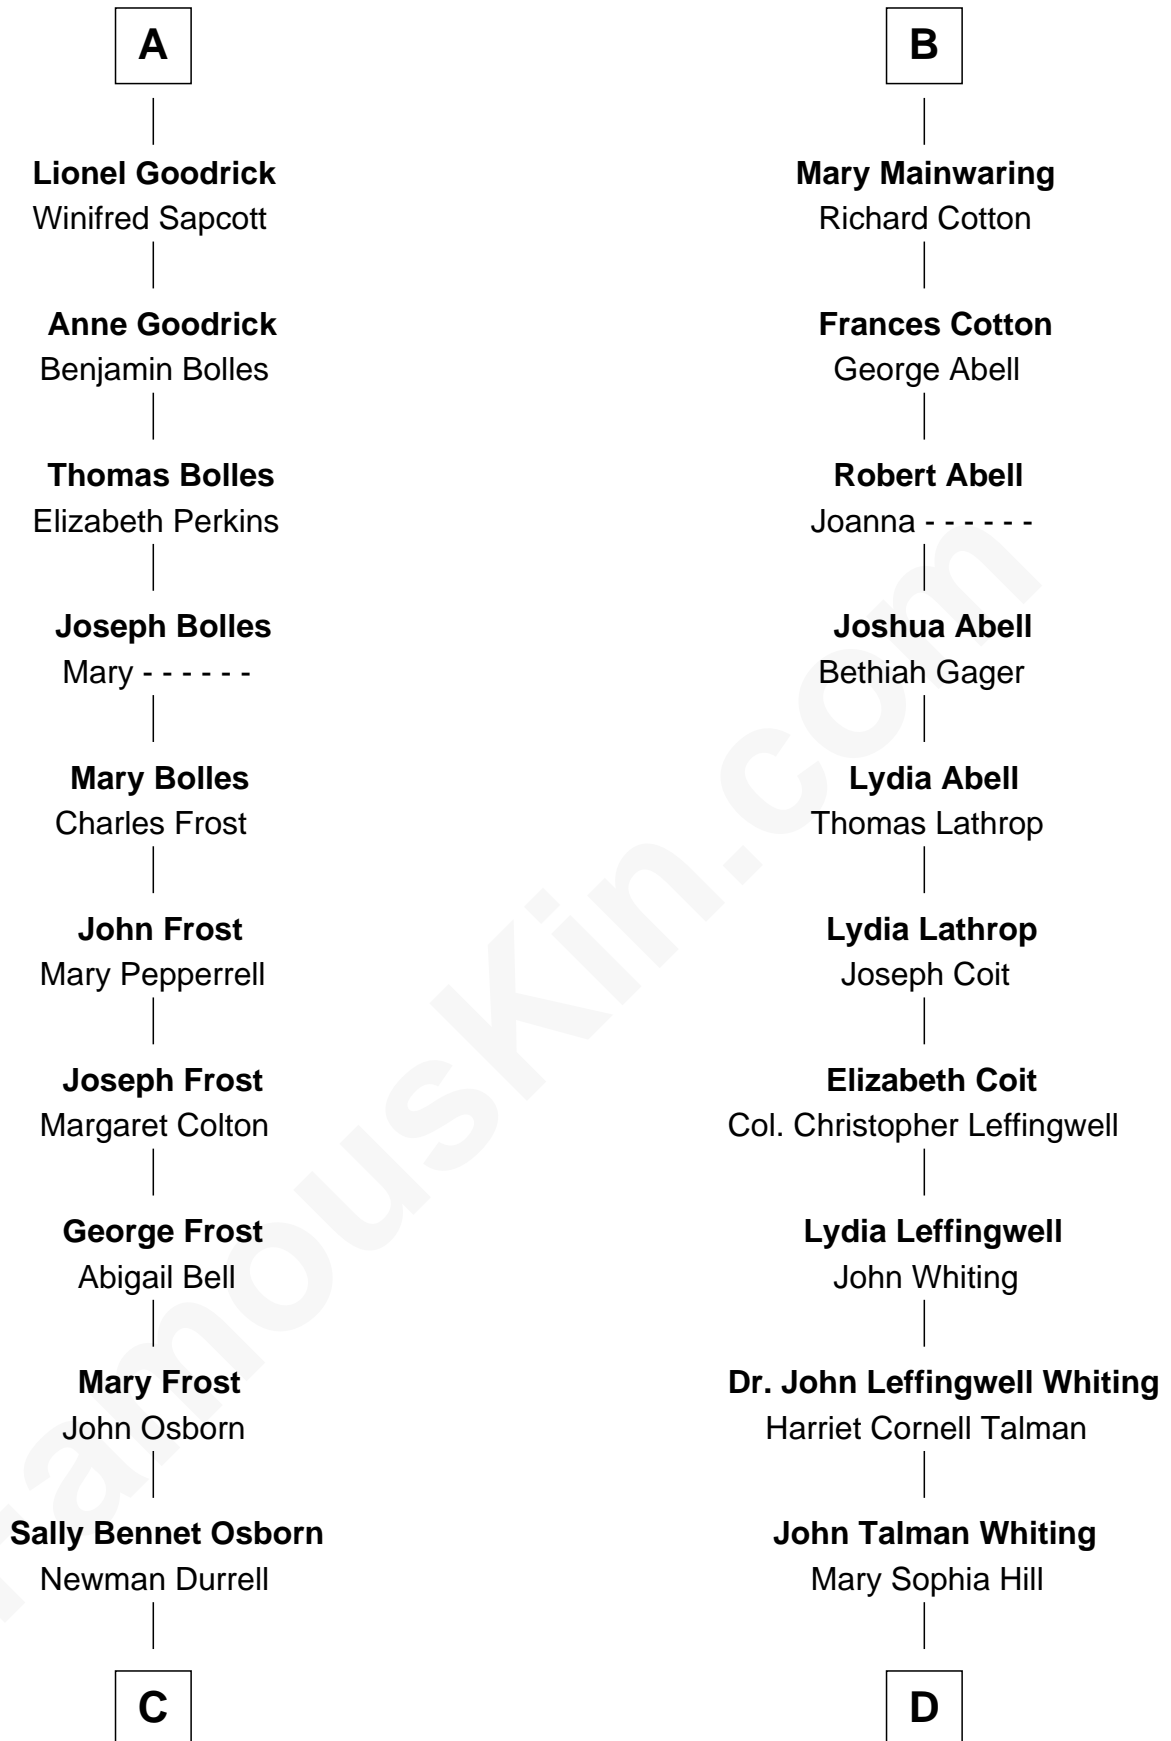 A
Lionel Goodrick
Winifred Sapcott
Anne Goodrick
Benjamin Bolles
Thomas Bolles
Elizabeth Perkins
Joseph Bolles
Mary - - - - - -
Mary Bolles
Charles Frost
John Frost
Mary Pepperrell
Joseph Frost
Margaret Colton
George Frost
Abigail Bell
Mary Frost
John Osborn
Sally Bennet Osborn
Newman Durrell
C
B
Mary Mainwaring
Richard Cotton
Frances Cotton
George Abell
Robert Abell
Joanna - - - - - -
Joshua Abell
Bethiah Gager
Lydia Abell
Thomas Lathrop
Lydia Lathrop
Joseph Coit
Elizabeth Coit
Col. Christopher Leffingwell
Lydia Leffingwell
John Whiting
Dr. John Leffingwell Whiting
Harriet Cornell Talman
John Talman Whiting
Mary Sophia Hill
D
FamousKin.com